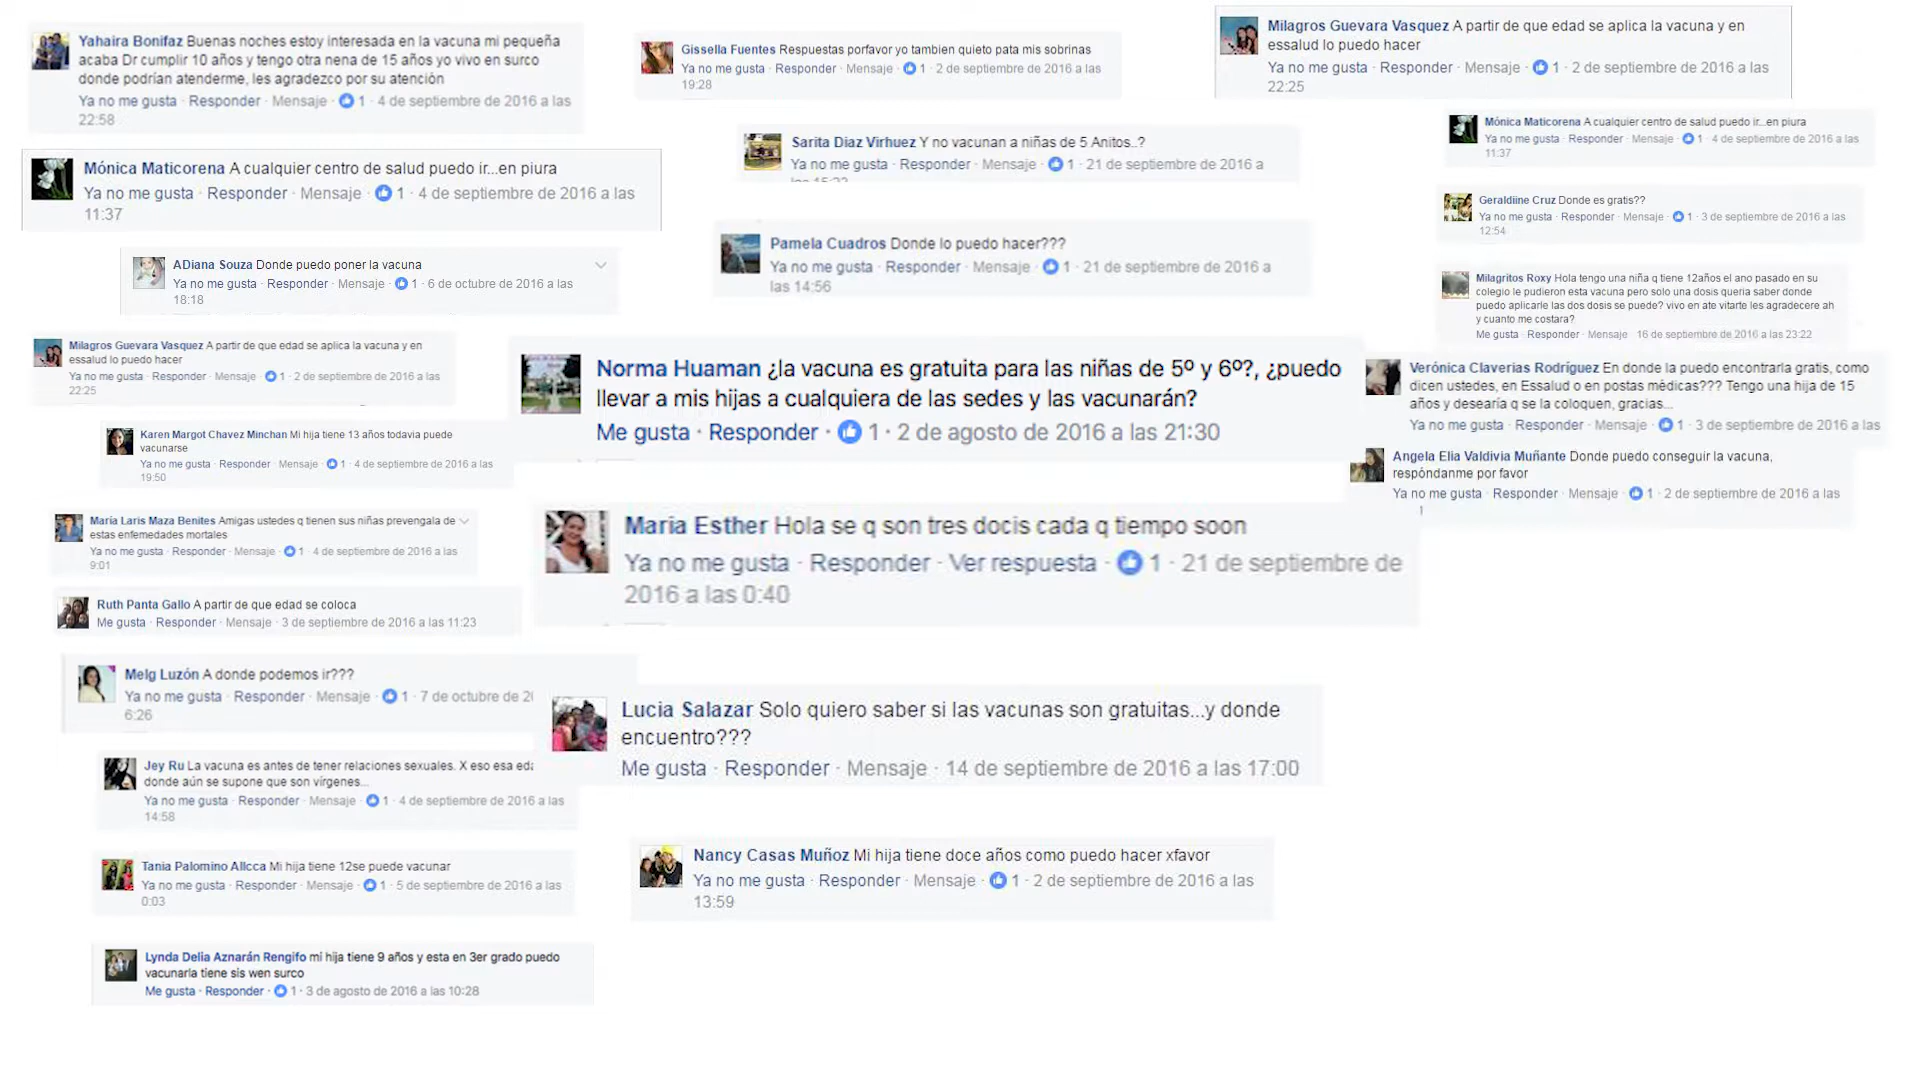 Yahaira Bonifaz Buenas noches estoy interesada en la vacuna mi pequeña
acaba Dr cumplir 10 años y tengo otra nena de 15 años yo vivo en surco
donde podrían atenderme, les agradezco por su atención
Ya no me gusta · Responder · Mensaje · 1 · 4 de septiembre de 2016 a las
22:58
Mónica Maticorena A cualquier centro de salud puedo ir...en piura
Ya no me gusta · Responder · Mensaje · 1 · 4 de septiembre de 2016 a las
11:37
ADiana Souza Donde puedo poner la vacuna
Ya no me gusta · Responder · Mensaje · 1 · 6 de octubre de 2016 a las
18:18
Milagros Guevara Vasquez A partir de que edad se aplica la vacuna y en
essalud lo puedo hacer
Ya no me gusta · Responder · Mensaje · 1 · 2 de septiembre de 2016 a las
22:25
Karen Margot Chavez Minchan Mi hija tiene 13 años todavia puede
vacunarse
Ya no me gusta · Responder · Mensaje · 1 · 4 de septiembre de 2016 a las
19:50
María Laris Maza Benites Amigas ustedes q tienen sus niñas prevengala de
estas enfemedades mortales
Ya no me gusta · Responder · Mensaje · 1 · 4 de septiembre de 2016 a las
9:01
Ruth Panta Gallo A partir de que edad se coloca
Me gusta · Responder · Mensaje · 3 de septiembre de 2016 a las 11:23
Melg Luzón A donde podemos ir???
Ya no me gusta · Responder · Mensaje · 1 · 7 de octubre de
6:26
Jey Ru La vacuna es antes de tener relaciones sexuales. X eso esa
donde aún se supone que son vírgenes...
Ya no me gusta · Responder · Mensaje · 1 · 4 de septiembre de 2016 a las
14:58
Tania Palomino Allcca Mi hija tiene 12se puede vacunar
Ya no me gusta · Responder · Mensaje · 1 · 5 de septiembre de 2016 a las
0:03
Lynda Delia Aznarán Rengifo mi hija tiene 9 años y esta en 3er grado puedo
vacunarla tiene sis wen surco
Me gusta · Responder · 1 · 3 de agosto de 2016 a las 10:28
Gissella Fuentes Respuestas porfavor yo tambien quieto pata mis sobrinas
Ya no me gusta · Responder · Mensaje · 1 · 2 de septiembre de 2016 a las
19:28
Sarita Diaz Virhuez Y no vacunan a niñas de 5 Anitos..?
Ya no me gusta · Responder · Mensaje · 1 · 21 de septiembre de 2016 a
Pamela Cuadros Donde lo puedo hacer???
Ya no me gusta · Responder · Mensaje · 1 · 21 de septiembre de 2016 a
las 14:56
Norma Huaman ¿la vacuna es gratuita para las niñas de 5º y 6º?, ¿puedo
llevar a mis hijas a cualquiera de las sedes y las vacunarán?
Me gusta · Responder · 1 · 2 de agosto de 2016 a las 21:30
Maria Esther Hola se q son tres docis cada q tiempo soon
Ya no me gusta · Responder · Ver respuesta · 1 · 21 de septiembre de
2016 a las 0:40
Lucia Salazar Solo quiero saber si las vacunas son gratuitas...y donde
encuentro???
Me gusta · Responder · Mensaje · 14 de septiembre de 2016 a las 17:00
Nancy Casas Muñoz Mi hija tiene doce años como puedo hacer xfavor
Ya no me gusta · Responder · Mensaje · 1 · 2 de septiembre de 2016 a las
13:59
Milagros Guevara Vasquez A partir de que edad se aplica la vacuna y en
essalud lo puedo hacer
Ya no me gusta · Responder · Mensaje · 1 · 2 de septiembre de 2016 a las
22:25
Mónica Maticorena A cualquier centro de salud puedo ir...en piura
Ya no me gusta · Responder · Mensaje · 1 · 4 de septiembre de 2016 a las
11:37
Geraldiine Cruz Donde es gratis??
Ya no me gusta · Responder · Mensaje · 1 · 3 de septiembre de 2016 a las
12:54
Milagritos Roxy Hola tengo una niña q tiene 12años el ano pasado en su
colegio le pudieron esta vacuna pero solo una dosis queria saber donde
puedo aplicarle las dos dosis se puede? vivo en ate vitarte les agradecere ah
y cuanto me costara?
Me gusta · Responder · Mensaje · 16 de septiembre de 2016 a las 23:22
Verónica Claverias Rodríguez En donde la puedo encontrarla gratis, como
dicen ustedes, en Essalud o en postas médicas??? Tengo una hija de 15
años y desearía q se la coloquen, gracias...
Ya no me gusta · Responder · Mensaje · 1 · 3 de septiembre de 2016 a las
Angela Elia Valdivia Muñante Donde puedo conseguir la vacuna,
respóndanme por favor
Ya no me gusta · Responder · Mensaje · 1 · 2 de septiembre de 2016 a las